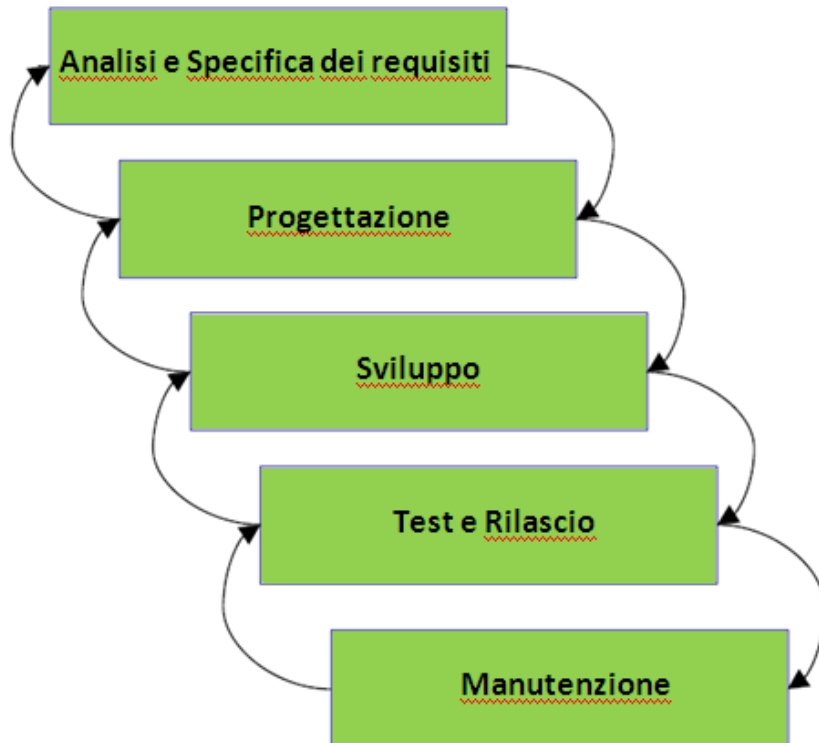 Analisi e Specifica dei requisiti
Progettazione
Sviluppo
Test e Rilascio
Manutenzione